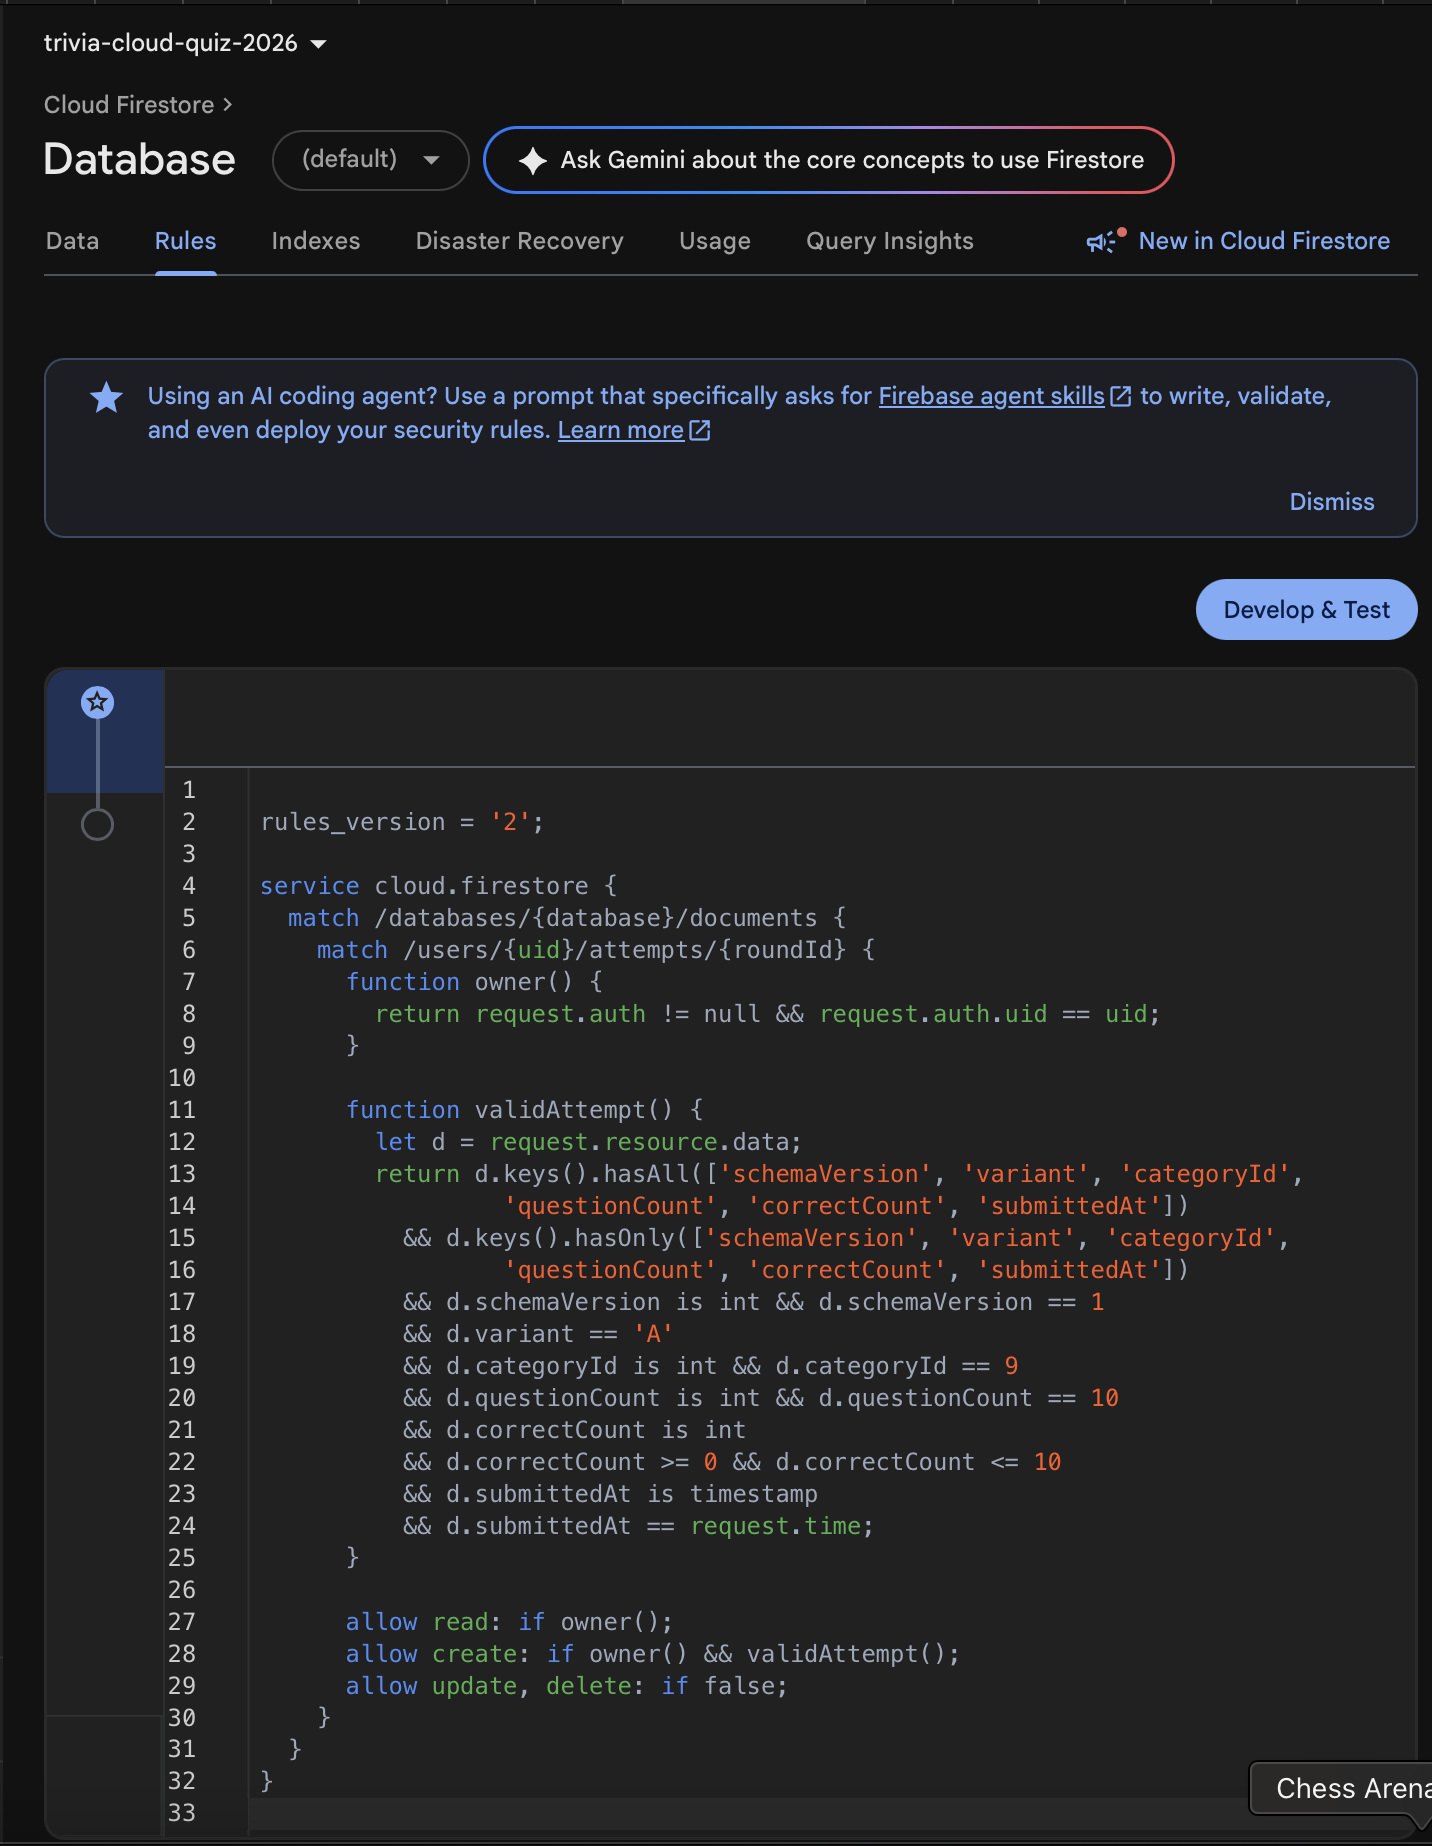 trivia-cloud-quiz-2026
Cloud Firestore >
Database
(default)
Ask Gemini about the core concepts to use Firestore
Data
Rules
Indexes
Disaster Recovery
Usage
Query Insights
New in Cloud Firestore
Using an AI coding agent? Use a prompt that specifically asks for Firebase agent skills to write, validate,
and even deploy your security rules. Learn more
Dismiss
Develop & Test
1
2 rules_version = '2';
3
4 service cloud.firestore {
5   match /databases/{database}/documents {
6     match /users/{uid}/attempts/{roundId} {
7       function owner() {
8         return request.auth != null && request.auth.uid == uid;
9       }
10
11       function validAttempt() {
12         let d = request.resource.data;
13         return d.keys().hasAll(['schemaVersion', 'variant', 'categoryId',
14                  'questionCount', 'correctCount', 'submittedAt'])
15           && d.keys().hasOnly(['schemaVersion', 'variant', 'categoryId',
16                  'questionCount', 'correctCount', 'submittedAt'])
17           && d.schemaVersion is int && d.schemaVersion == 1
18           && d.variant == 'A'
19           && d.categoryId is int && d.categoryId == 9
20           && d.questionCount is int && d.questionCount == 10
21           && d.correctCount is int
22           && d.correctCount >= 0 && d.correctCount <= 10
23           && d.submittedAt is timestamp
24           && d.submittedAt == request.time;
25       }
26
27       allow read: if owner();
28       allow create: if owner() && validAttempt();
29       allow update, delete: if false;
30     }
31   }
32 }
33
Chess Arena